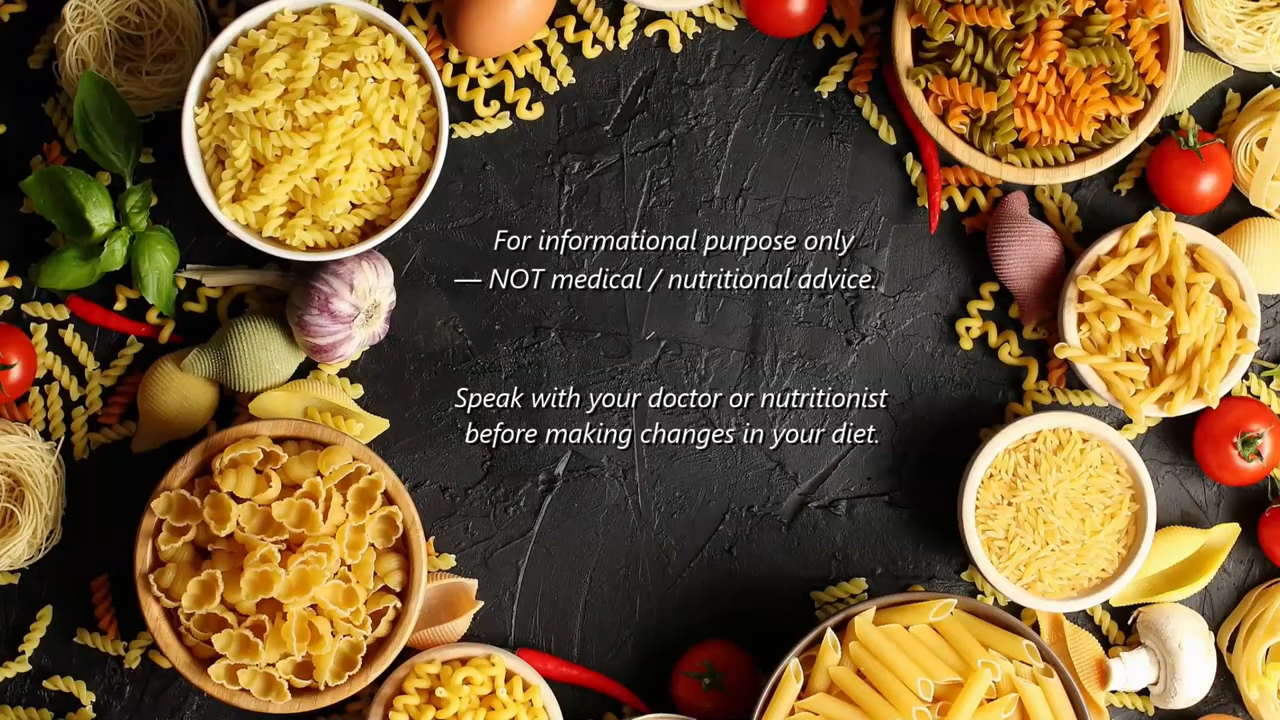 For informational purpose only
— NOT medical / nutritional advice.
Speak with your doctor or nutritionist
before making changes in your diet.